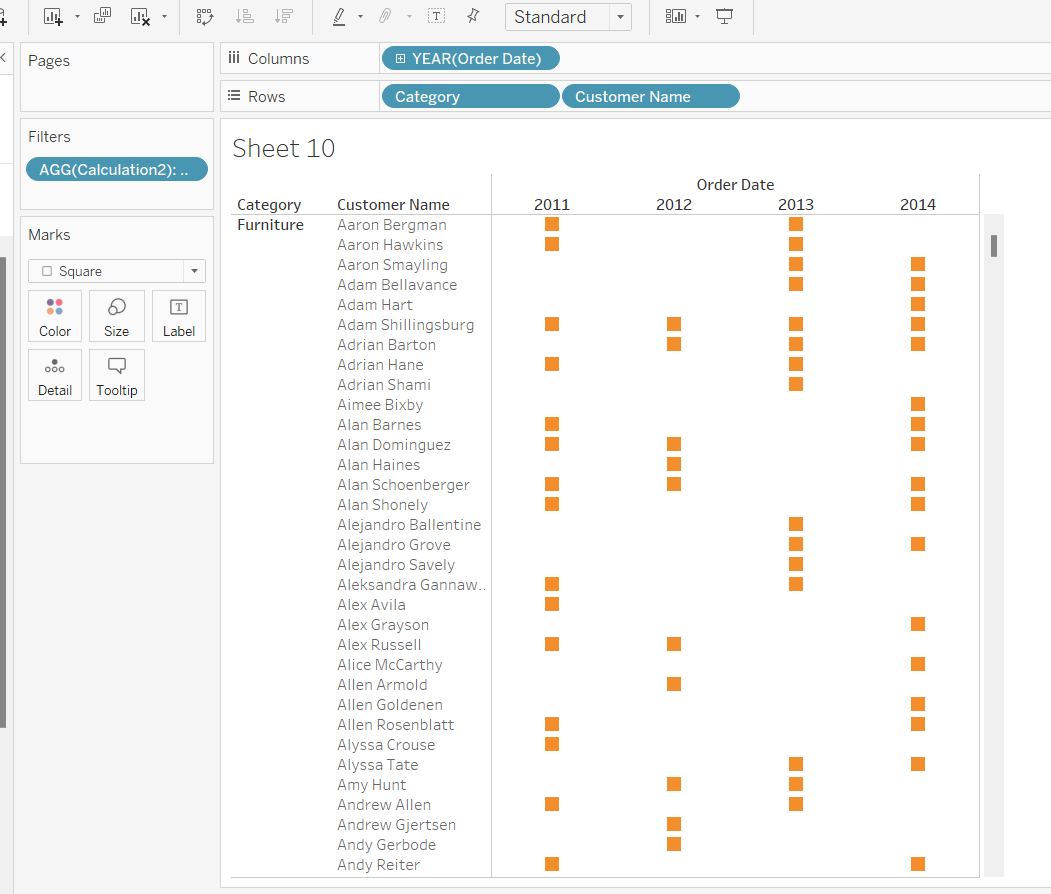 Standard
Pages
Columns
YEAR(Order Date)
Rows
Category
Customer Name
Filters
AGG(Calculation2): ..
Marks
Square
Color
Size
Label
Detail
Tooltip
Sheet 10
Order Date
Category Customer Name 2011 2012 2013 2014
Furniture Aaron Bergman
Aaron Hawkins
Aaron Smayling
Adam Bellavance
Adam Hart
Adam Shillingsburg
Adrian Barton
Adrian Hane
Adrian Shami
Aimee Bixby
Alan Barnes
Alan Dominguez
Alan Haines
Alan Schoenberger
Alan Shonely
Alejandro Ballentine
Alejandro Grove
Alejandro Savely
Aleksandra Gannaw..
Alex Avila
Alex Grayson
Alex Russell
Alice McCarthy
Allen Armold
Allen Goldenen
Allen Rosenblatt
Alyssa Crouse
Alyssa Tate
Amy Hunt
Andrew Allen
Andrew Gjertsen
Andy Gerbode
Andy Reiter